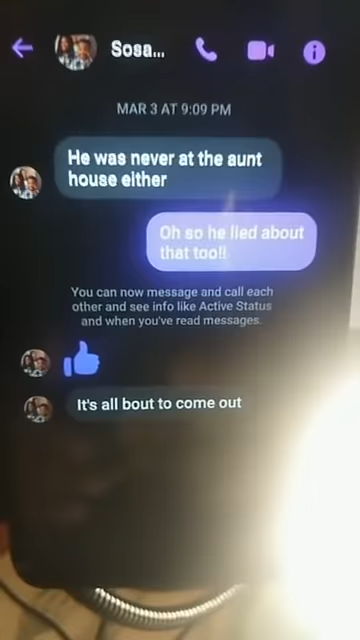 Sosa...
MAR 3 AT 9:09 PM
He was never at the aunt
house either
Oh so he lied about
that too!!
You can now message and call each
other and see info like Active Status
and when you've read messages.
It's all bout to come out